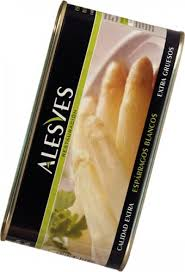 ALESVES
EXTRA GRUESOS
ESPÁRRAGOS BLANCOS
CALIDAD EXTRA